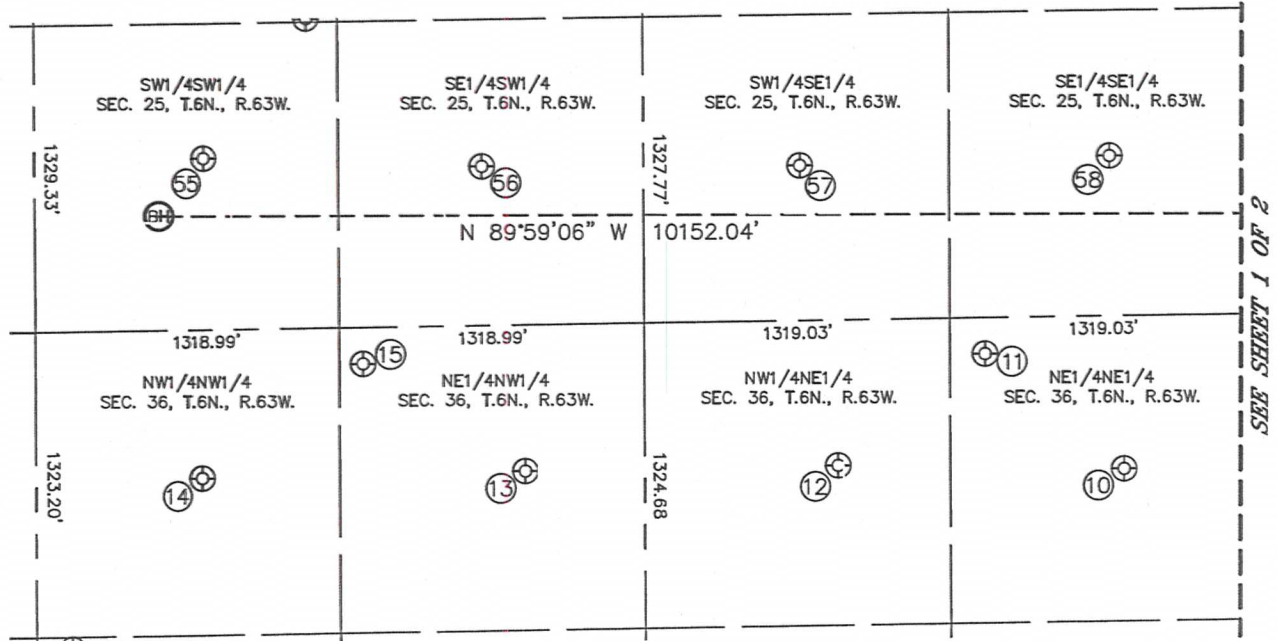 SW1/4SW1/4
SEC. 25, T.6N., R.63W.
SE1/4SW1/4
SEC. 25, T.6N., R.63W.
SW1/4SE1/4
SEC. 25, T.6N., R.63W.
SE1/4SE1/4
SEC. 25, T.6N., R.63W.
1329.33'
1327.77'
55
56
57
58
BH
N 89°59'06" W 10152.04'
SEE SHEET 1 OF 2
1318.99'
1318.99'
1319.03'
1319.03'
15
11
NW1/4NW1/4
SEC. 36, T.6N., R.63W.
NE1/4NW1/4
SEC. 36, T.6N., R.63W.
NW1/4NE1/4
SEC. 36, T.6N., R.63W.
NE1/4NE1/4
SEC. 36, T.6N., R.63W.
1323.20'
1324.68
14
13
12
10